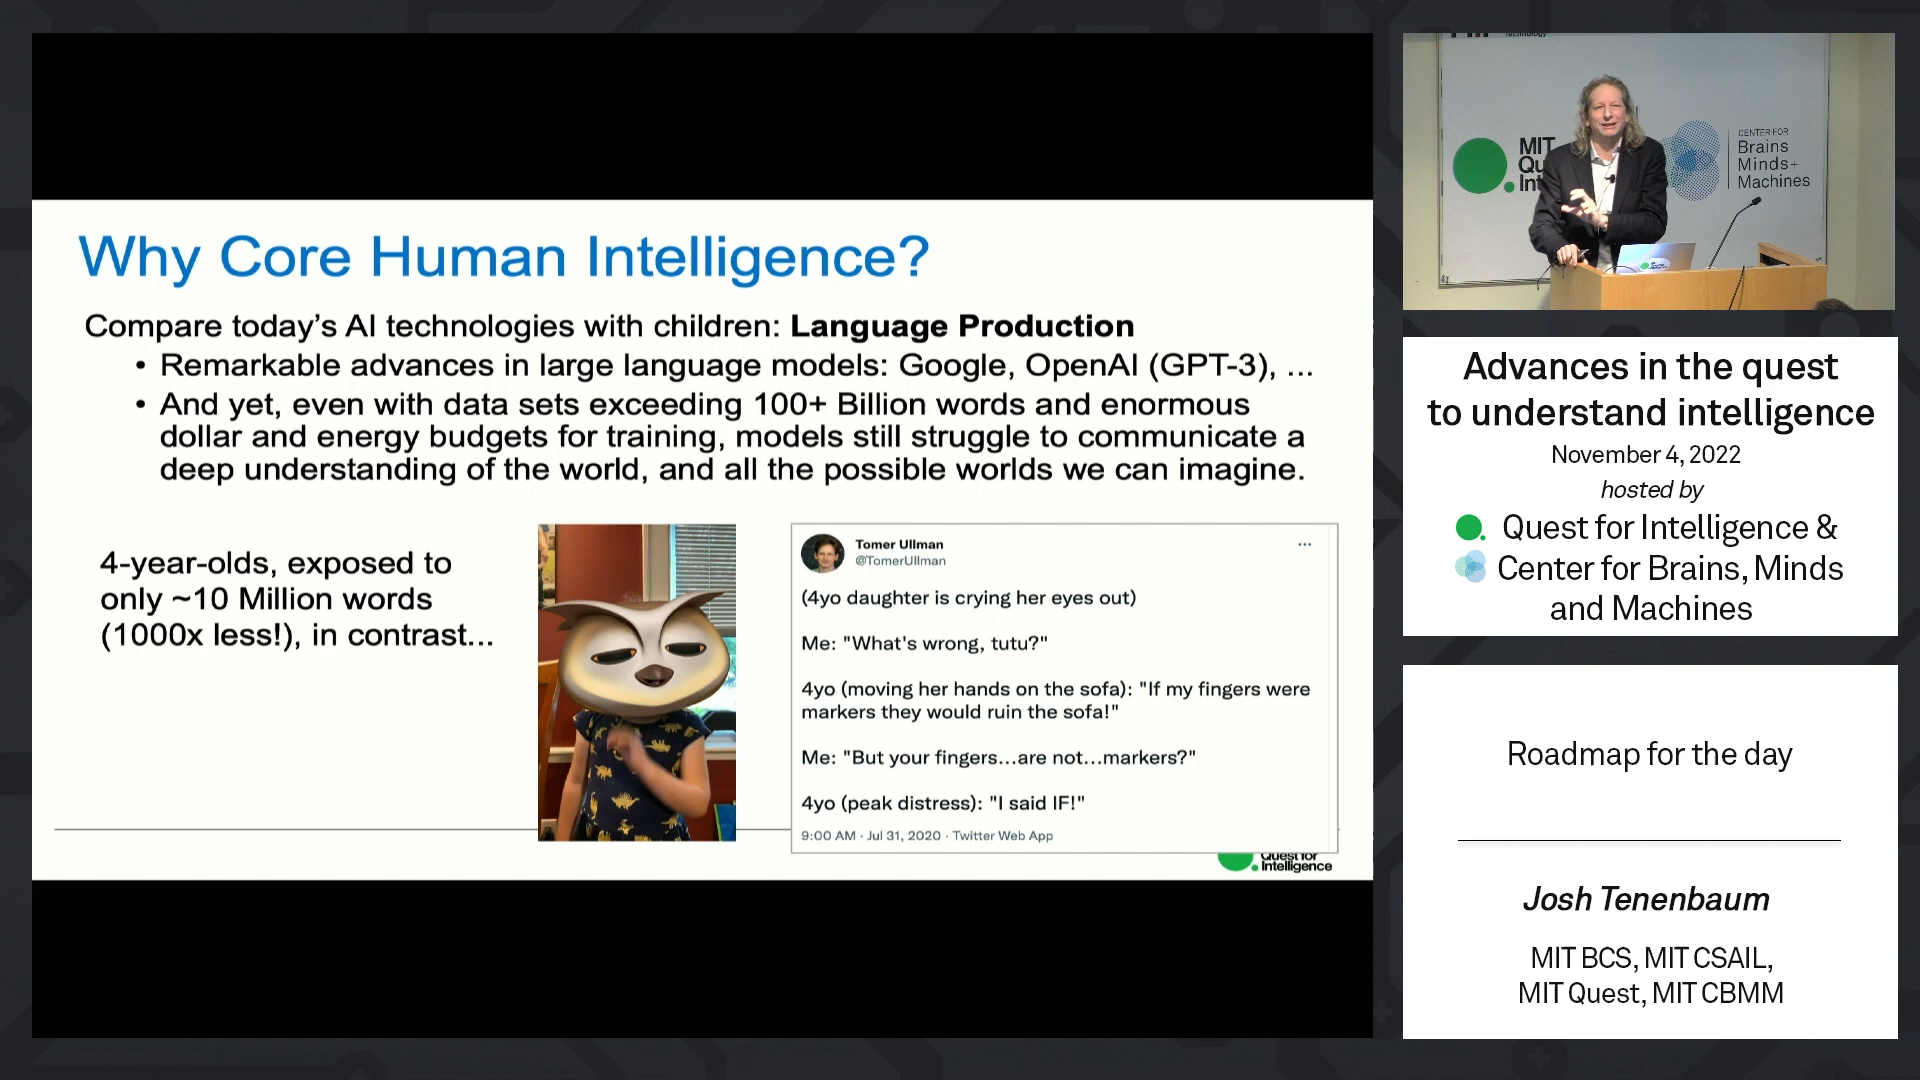 Why Core Human Intelligence?
Compare today's AI technologies with children: Language Production
• Remarkable advances in large language models: Google, OpenAI (GPT-3), ...
• And yet, even with data sets exceeding 100+ Billion words and enormous
dollar and energy budgets for training, models still struggle to communicate a
deep understanding of the world, and all the possible worlds we can imagine.
4-year-olds, exposed to
only ~10 Million words
(1000x less!), in contrast...
Tomer Ullman
@TomerUllman
(4yo daughter is crying her eyes out)
Me: "What's wrong, tutu?"
4yo (moving her hands on the sofa): "If my fingers were
markers they would ruin the sofa!"
Me: "But your fingers...are not...markers?"
4yo (peak distress): "I said IF!"
9:00 AM · Jul 31, 2020 · Twitter Web App
Quest for
Intelligence
MIT
Qu
Int
CENTER FOR
Brains
Minds+
Machines
Advances in the quest
to understand intelligence
November 4, 2022
hosted by
Quest for Intelligence &
Center for Brains, Minds
and Machines
Roadmap for the day
Josh Tenenbaum
MIT BCS, MIT CSAIL,
MIT Quest, MIT CBMM